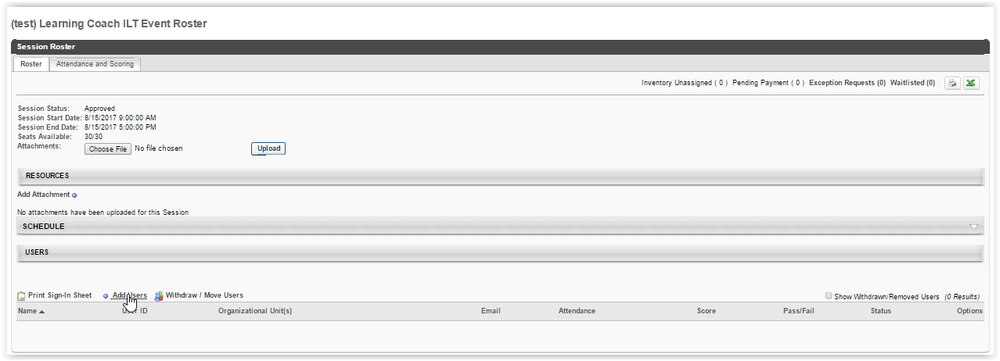 (test) Learning Coach ILT Event Roster
Session Roster
Roster Attendance and Scoring
Inventory Unassigned ( 0 ) Pending Payment ( 0 ) Exception Requests (0) Waitlisted (0)
Session Status: Approved
Session Start Date: 8/15/2017 9:00:00 AM
Session End Date: 8/15/2017 5:00:00 PM
Seats Available: 30/30
Attachments: Choose File No file chosen Upload
RESOURCES
Add Attachment
No attachments have been uploaded for this Session
SCHEDULE
USERS
Print Sign-In Sheet Add Users Withdraw / Move Users Show Withdrawn/Removed Users (0 Results)
Name User ID Organizational Unit(s) Email Attendance Score Pass/Fail Status Options